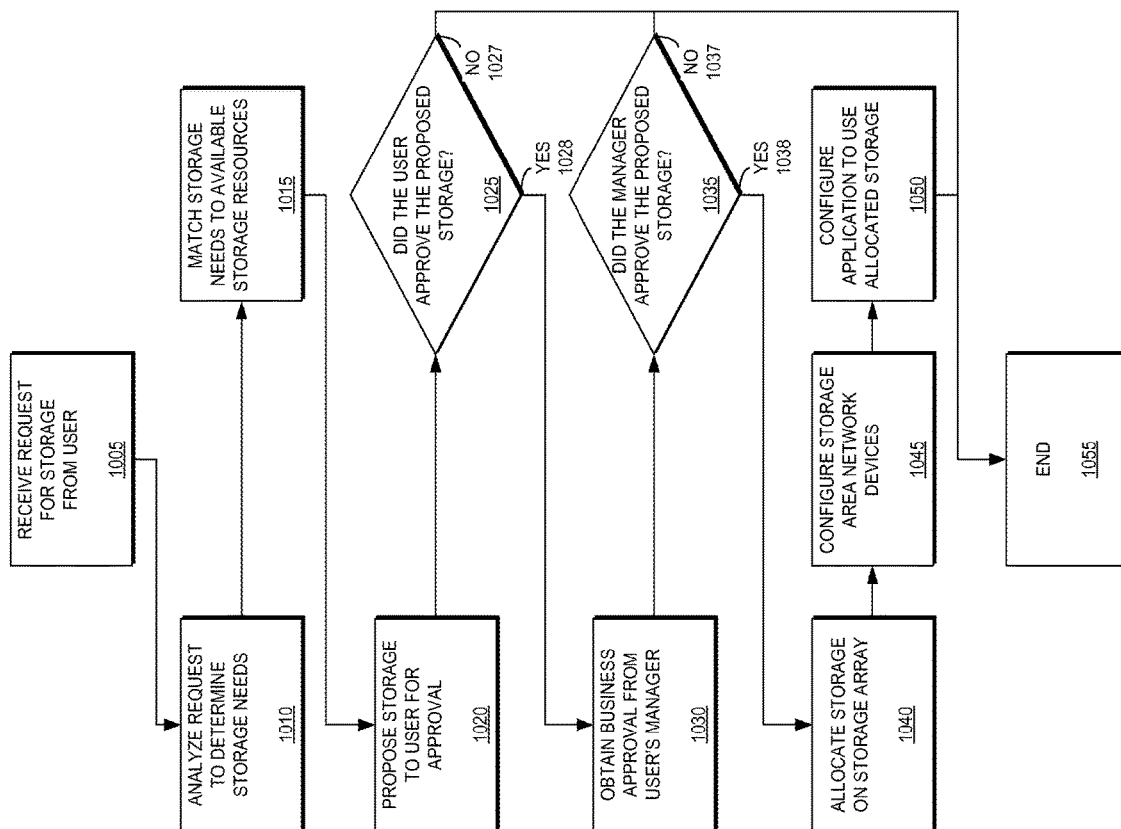 RECEIVE REQUEST
FOR STORAGE
FROM USER
1005
ANALYZE REQUEST
TO DETERMINE
STORAGE NEEDS
1010
MATCH STORAGE
NEEDS TO AVAILABLE
STORAGE RESOURCES
1015
PROPOSE STORAGE
TO USER FOR
APPROVAL
1020
DID THE USER
APPROVE THE PROPOSED
STORAGE?
1025
NO
1027
YES
1028
OBTAIN BUSINESS
APPROVAL FROM
USER'S MANAGER
1030
DID THE MANAGER
APPROVE THE PROPOSED
STORAGE?
1035
NO
1037
YES
1038
ALLOCATE STORAGE
ON STORAGE ARRAY
1040
CONFIGURE STORAGE
AREA NETWORK
DEVICES
1045
CONFIGURE
APPLICATION TO USE
ALLOCATED STORAGE
1050
END
1055